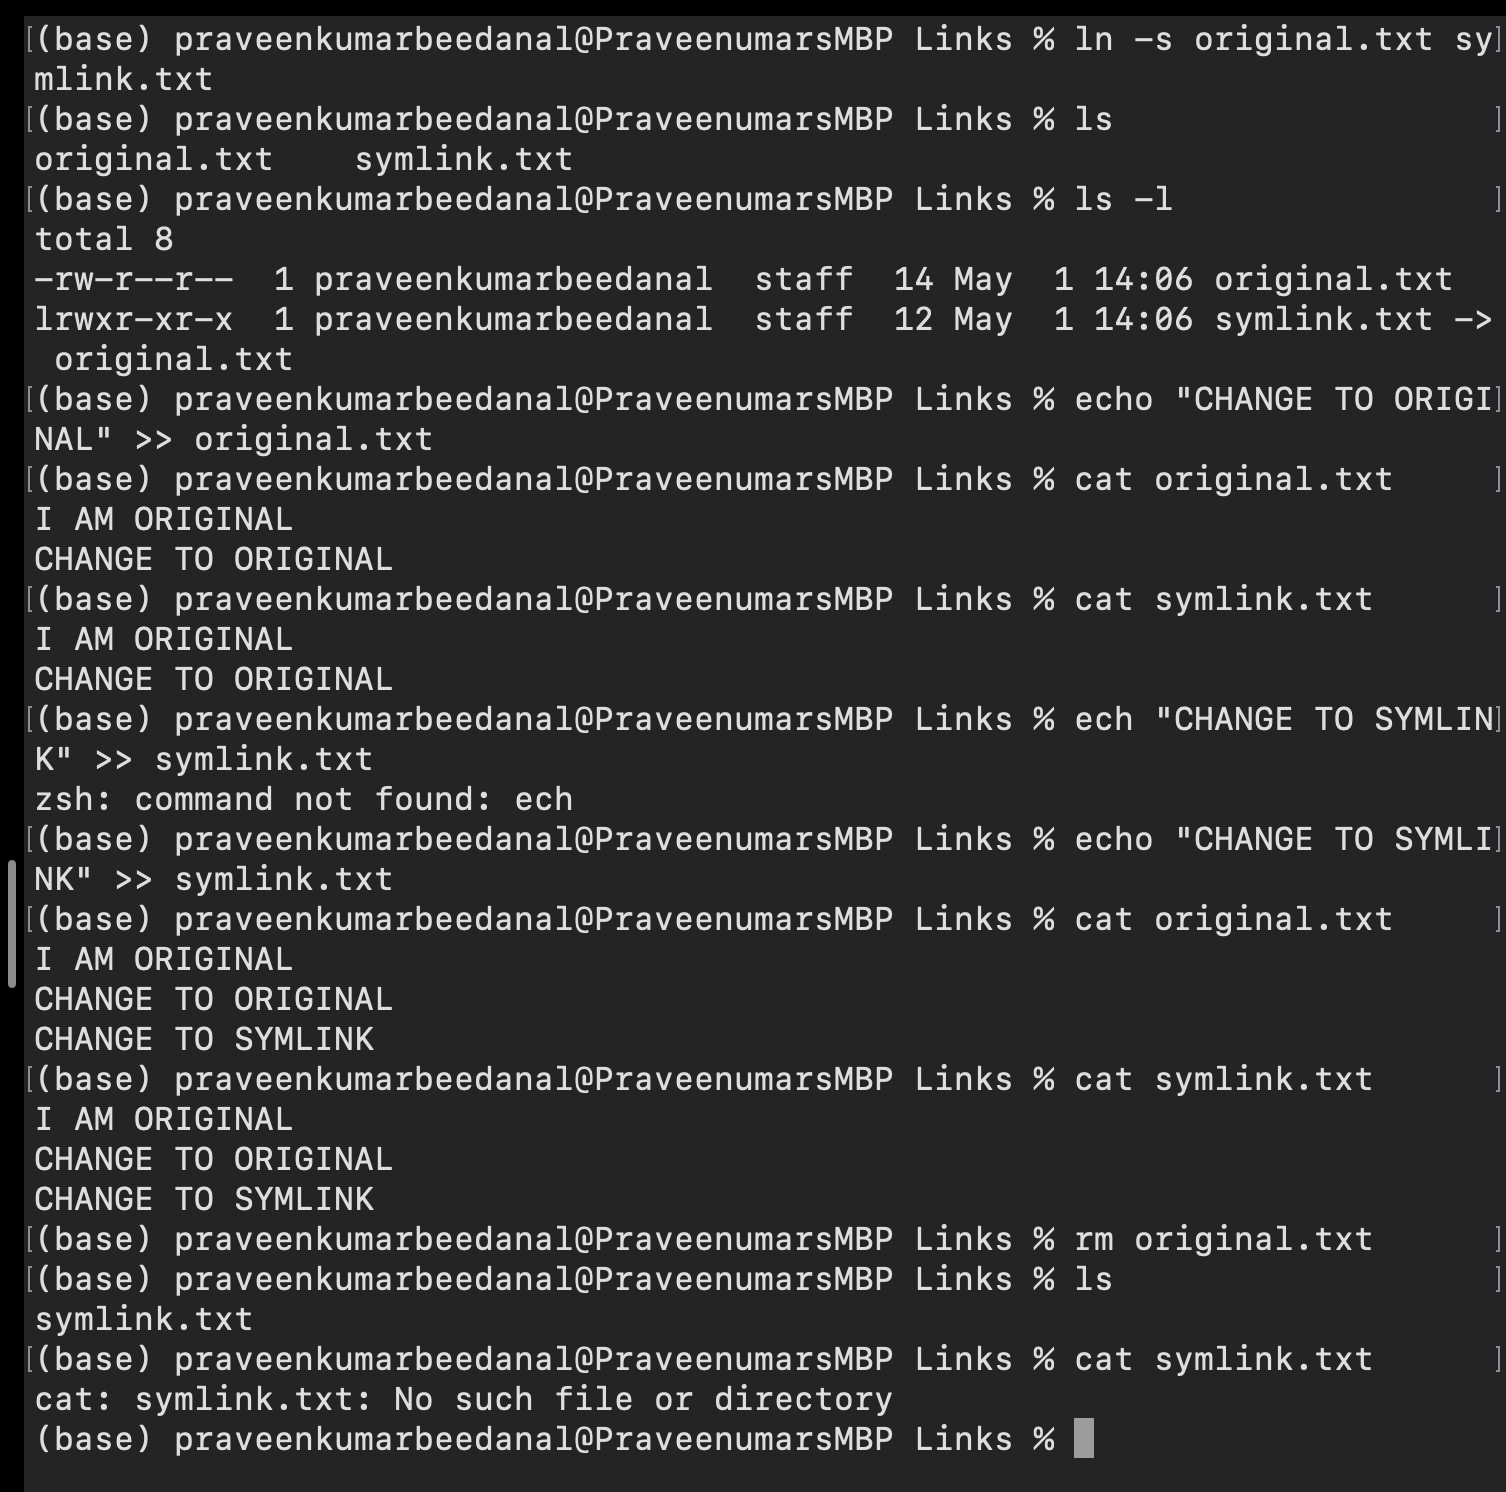 [(base) praveenkumarbeedanal@PraveenumarsMBP Links % ln -s original.txt sy]
mlink.txt
[(base) praveenkumarbeedanal@PraveenumarsMBP Links % ls ]
original.txt    symlink.txt
[(base) praveenkumarbeedanal@PraveenumarsMBP Links % ls -l ]
total 8
-rw-r--r--  1 praveenkumarbeedanal  staff  14 May  1 14:06 original.txt
lrwxr-xr-x  1 praveenkumarbeedanal  staff  12 May  1 14:06 symlink.txt ->
 original.txt
[(base) praveenkumarbeedanal@PraveenumarsMBP Links % echo "CHANGE TO ORIGI]
NAL" >> original.txt
[(base) praveenkumarbeedanal@PraveenumarsMBP Links % cat original.txt ]
I AM ORIGINAL
CHANGE TO ORIGINAL
[(base) praveenkumarbeedanal@PraveenumarsMBP Links % cat symlink.txt ]
I AM ORIGINAL
CHANGE TO ORIGINAL
[(base) praveenkumarbeedanal@PraveenumarsMBP Links % ech "CHANGE TO SYMLIN]
K" >> symlink.txt
zsh: command not found: ech
[(base) praveenkumarbeedanal@PraveenumarsMBP Links % echo "CHANGE TO SYMLI]
NK" >> symlink.txt
[(base) praveenkumarbeedanal@PraveenumarsMBP Links % cat original.txt ]
I AM ORIGINAL
CHANGE TO ORIGINAL
CHANGE TO SYMLINK
[(base) praveenkumarbeedanal@PraveenumarsMBP Links % cat symlink.txt ]
I AM ORIGINAL
CHANGE TO ORIGINAL
CHANGE TO SYMLINK
[(base) praveenkumarbeedanal@PraveenumarsMBP Links % rm original.txt ]
[(base) praveenkumarbeedanal@PraveenumarsMBP Links % ls ]
symlink.txt
[(base) praveenkumarbeedanal@PraveenumarsMBP Links % cat symlink.txt ]
cat: symlink.txt: No such file or directory
(base) praveenkumarbeedanal@PraveenumarsMBP Links %